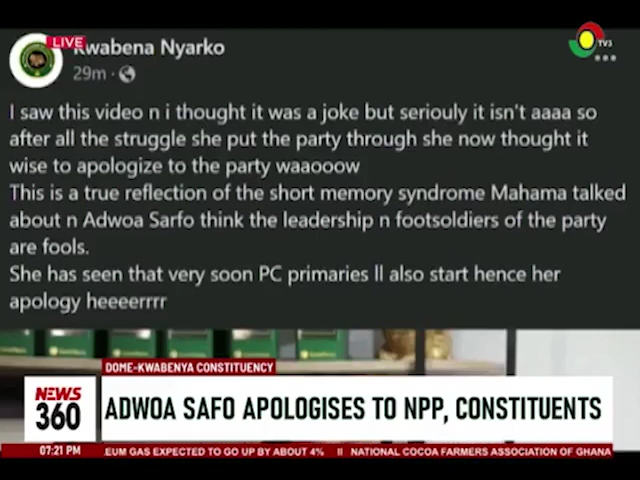 LIVE
Kwabena Nyarko
29m
TV3
I saw this video n i thought it was a joke but seriouly it isn't aaaa so
after all the struggle she put the party through she now thought it
wise to apologize to the party waaooow
This is a true reflection of the short memory syndrome Mahama talked
about n Adwoa Sarfo think the leadership n footsoldiers of the party
are fools.
She has seen that very soon PC primaries ll also start hence her
apology heeeerrrr
DOME-KWABENYA CONSTITUENCY
NEWS
360
ADWOA SAFO APOLOGISES TO NPP, CONSTITUENTS
07:21 PM
EUM GAS EXPECTED TO GO UP BY ABOUT 4% II NATIONAL COCOA FARMERS ASSOCIATION OF GHANA